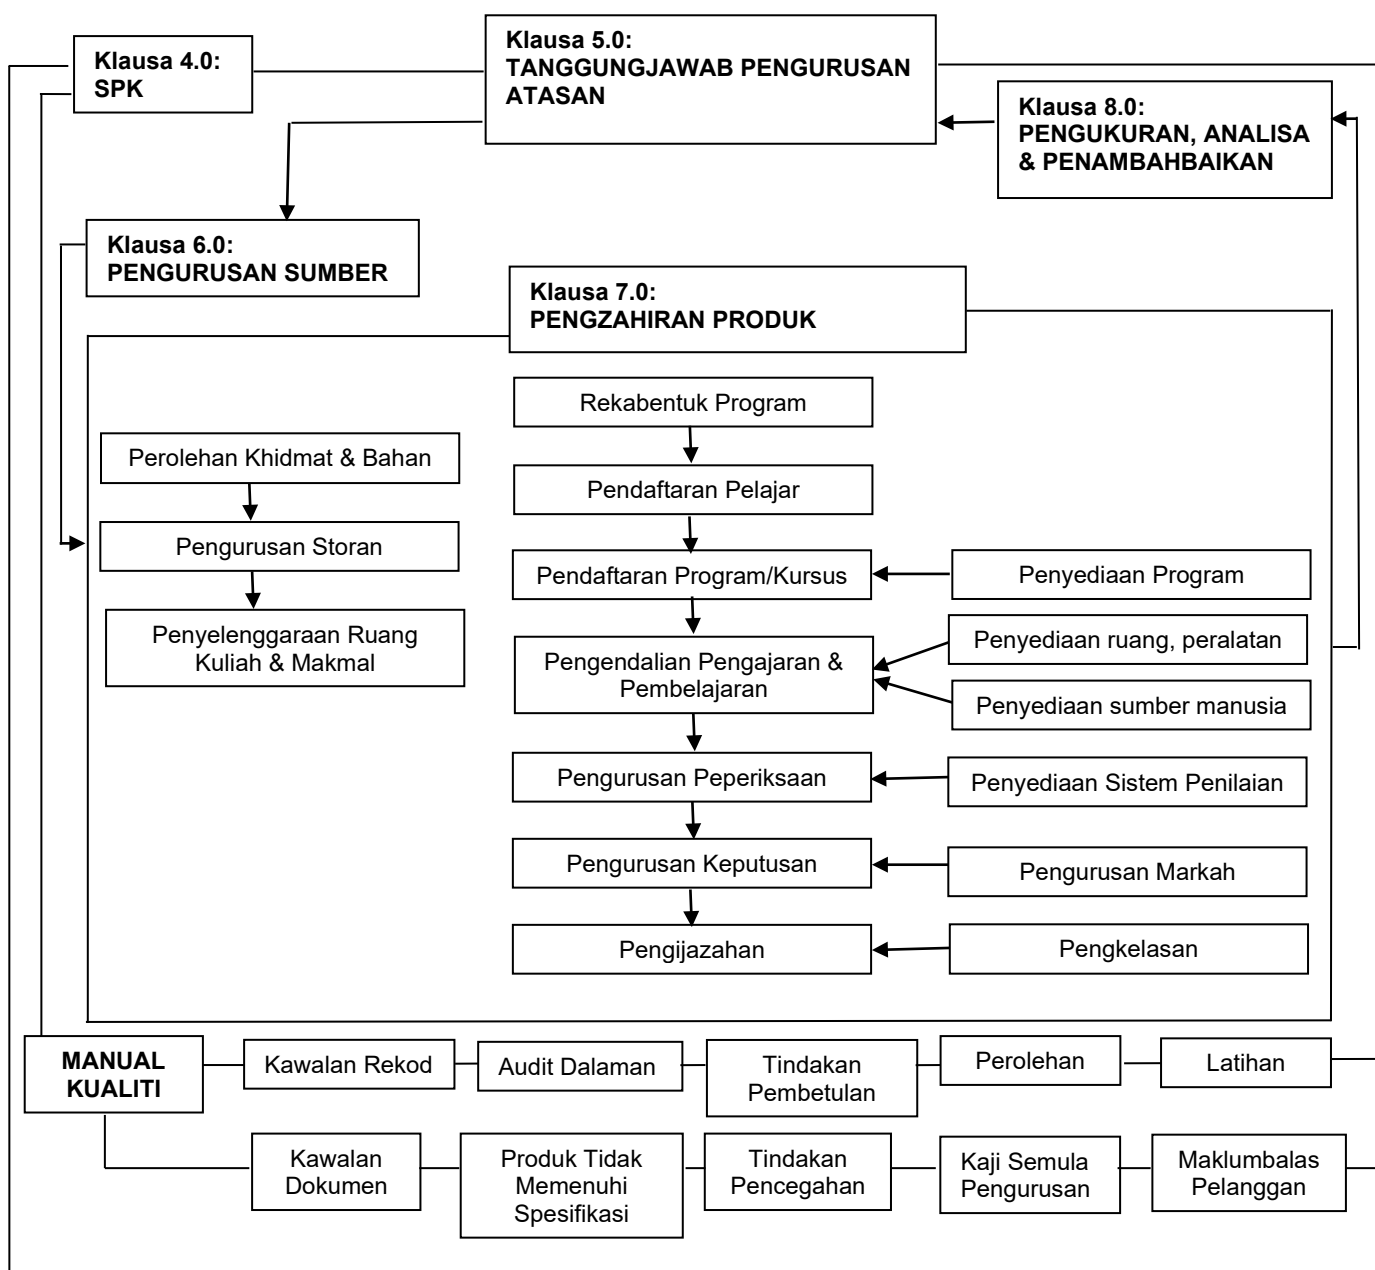 Klausa 4.0:
SPK
Klausa 5.0:
TANGGUNGJAWAB PENGURUSAN
ATASAN
Klausa 8.0:
PENGUKURAN, ANALISA
& PENAMBAHBAIKAN
Klausa 6.0:
PENGURUSAN SUMBER
Klausa 7.0:
PENGZAHIRAN PRODUK
Perolehan Khidmat & Bahan
Pengurusan Storan
Penyelenggaraan Ruang
Kuliah & Makmal
Rekabentuk Program
Pendaftaran Pelajar
Pendaftaran Program/Kursus
Pengendalian Pengajaran &
Pembelajaran
Pengurusan Peperiksaan
Pengurusan Keputusan
Pengijazahan
Penyediaan Program
Penyediaan ruang, peralatan
Penyediaan sumber manusia
Penyediaan Sistem Penilaian
Pengurusan Markah
Pengkelasan
MANUAL
KUALITI
Kawalan Rekod
Audit Dalaman
Tindakan
Pembetulan
Perolehan
Latihan
Kawalan
Dokumen
Produk Tidak
Memenuhi
Spesifikasi
Tindakan
Pencegahan
Kaji Semula
Pengurusan
Maklumbalas
Pelanggan